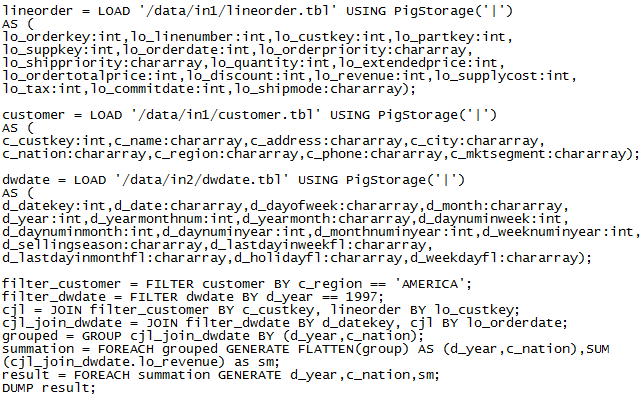 lineorder = LOAD '/data/in1/lineorder.tbl' USING PigStorage('|')
AS (
lo_orderkey:int,lo_linenumber:int,lo_custkey:int,lo_partkey:int,
lo_suppkey:int,lo_orderdate:int,lo_orderpriority:chararray,
lo_shippriority:chararray,lo_quantity:int,lo_extendedprice:int,
lo_ordertotalprice:int,lo_discount:int,lo_revenue:int,lo_supplycost:int,
lo_tax:int,lo_commitdate:int,lo_shipmode:chararray);
customer = LOAD '/data/in1/customer.tbl' USING PigStorage('|')
AS (
c_custkey:int,c_name:chararray,c_address:chararray,c_city:chararray,
c_nation:chararray,c_region:chararray,c_phone:chararray,c_mktsegment:chararray);
dwdate = LOAD '/data/in2/dwdate.tbl' USING PigStorage('|')
AS (
d_datekey:int,d_date:chararray,d_dayofweek:chararray,d_month:chararray,
d_year:int,d_yearmonthnum:int,d_yearmonth:chararray,d_daynuminweek:int,
d_daynuminmonth:int,d_daynuminyear:int,d_monthnuminyear:int,d_weeknuminyear:int,
d_sellingseason:chararray,d_lastdayinweekfl:chararray,
d_lastdayinmonthfl:chararray,d_holidayfl:chararray,d_weekdayfl:chararray);
filter_customer = FILTER customer BY c_region == 'AMERICA';
filter_dwdate = FILTER dwdate BY d_year == 1997;
cjl = JOIN filter_customer BY c_custkey, lineorder BY lo_custkey;
cjl_join_dwdate = JOIN filter_dwdate BY d_datekey, cjl BY lo_orderdate;
grouped = GROUP cjl_join_dwdate BY (d_year,c_nation);
summation = FOREACH grouped GENERATE FLATTEN(group) AS (d_year,c_nation),SUM
(cjl_join_dwdate.lo_revenue) as sm;
result = FOREACH summation GENERATE d_year,c_nation,sm;
DUMP result;